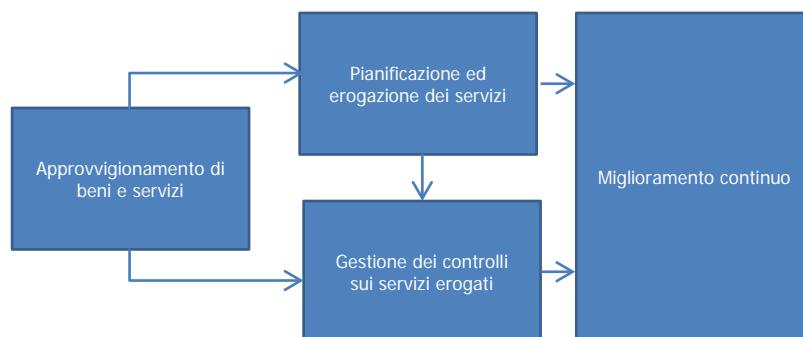 Pianificazione ed
erogazione dei servizi
Approvvigionamento di
beni e servizi
Miglioramento continuo
Gestione dei controlli
sui servizi erogati